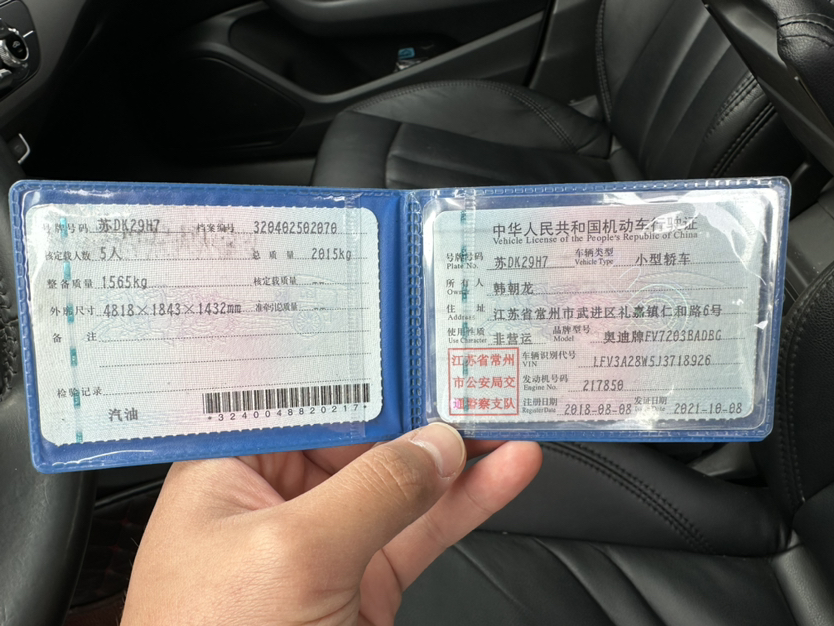 号牌号码 苏DK29H7 档案编号 320402502070
核定载人数 5人 总质量 2015kg
整备质量 1565kg 核定载质量 --
外廓尺寸 4818×1843×1432mm 准牵引总质量 --
备注
检验记录
汽油
*3240048820217*
中华人民共和国机动车行驶证
Vehicle License of the People's Republic of China
号牌号码 Plate No. 苏DK29H7 车辆类型 Vehicle Type 小型轿车
所有人 Owner 韩朝龙
住址 Address 江苏省常州市武进区礼嘉镇仁和路6号
使用性质 Use Character 非营运 品牌型号 Model 奥迪牌FV7203BADBG
车辆识别代号 VIN LFV3A28W5J3718926
发动机号码 Engine No. 217850
注册日期 Register Date 2018-08-08 发证日期 Issue Date 2021-10-08
江苏省常州
市公安局交
通警察支队